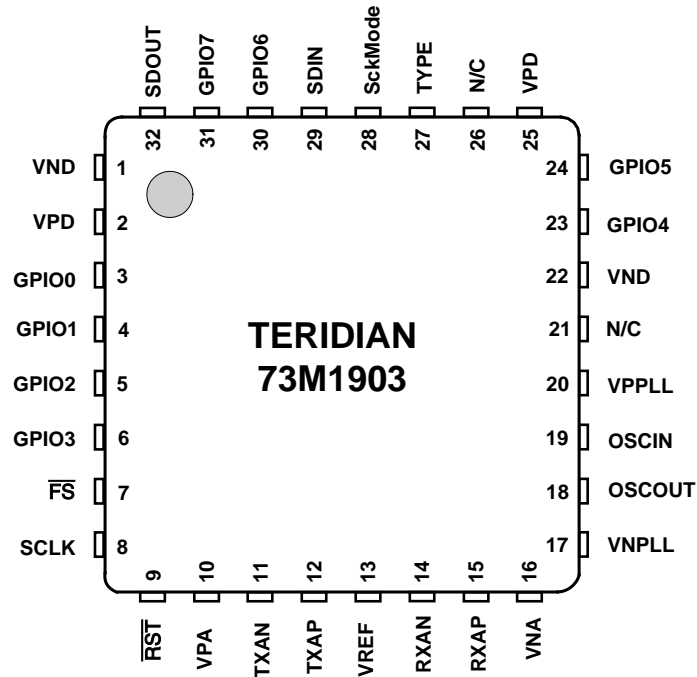 SDOUT GPIO7 GPIO6 SDIN SckMode TYPE N/C VPD
32 31 30 29 28 27 26 25
VND 1 24 GPIO5
VPD 2 23 GPIO4
GPIO0 3 22 VND
GPIO1 4 21 N/C
TERIDIAN
73M1903
GPIO2 5 20 VPPLL
GPIO3 6 19 OSCIN
F̅S̅ 7 18 OSCOUT
SCLK 8 17 VNPLL
9 10 11 12 13 14 15 16
R̅S̅T̅ VPA TXAN TXAP VREF RXAN RXAP VNA